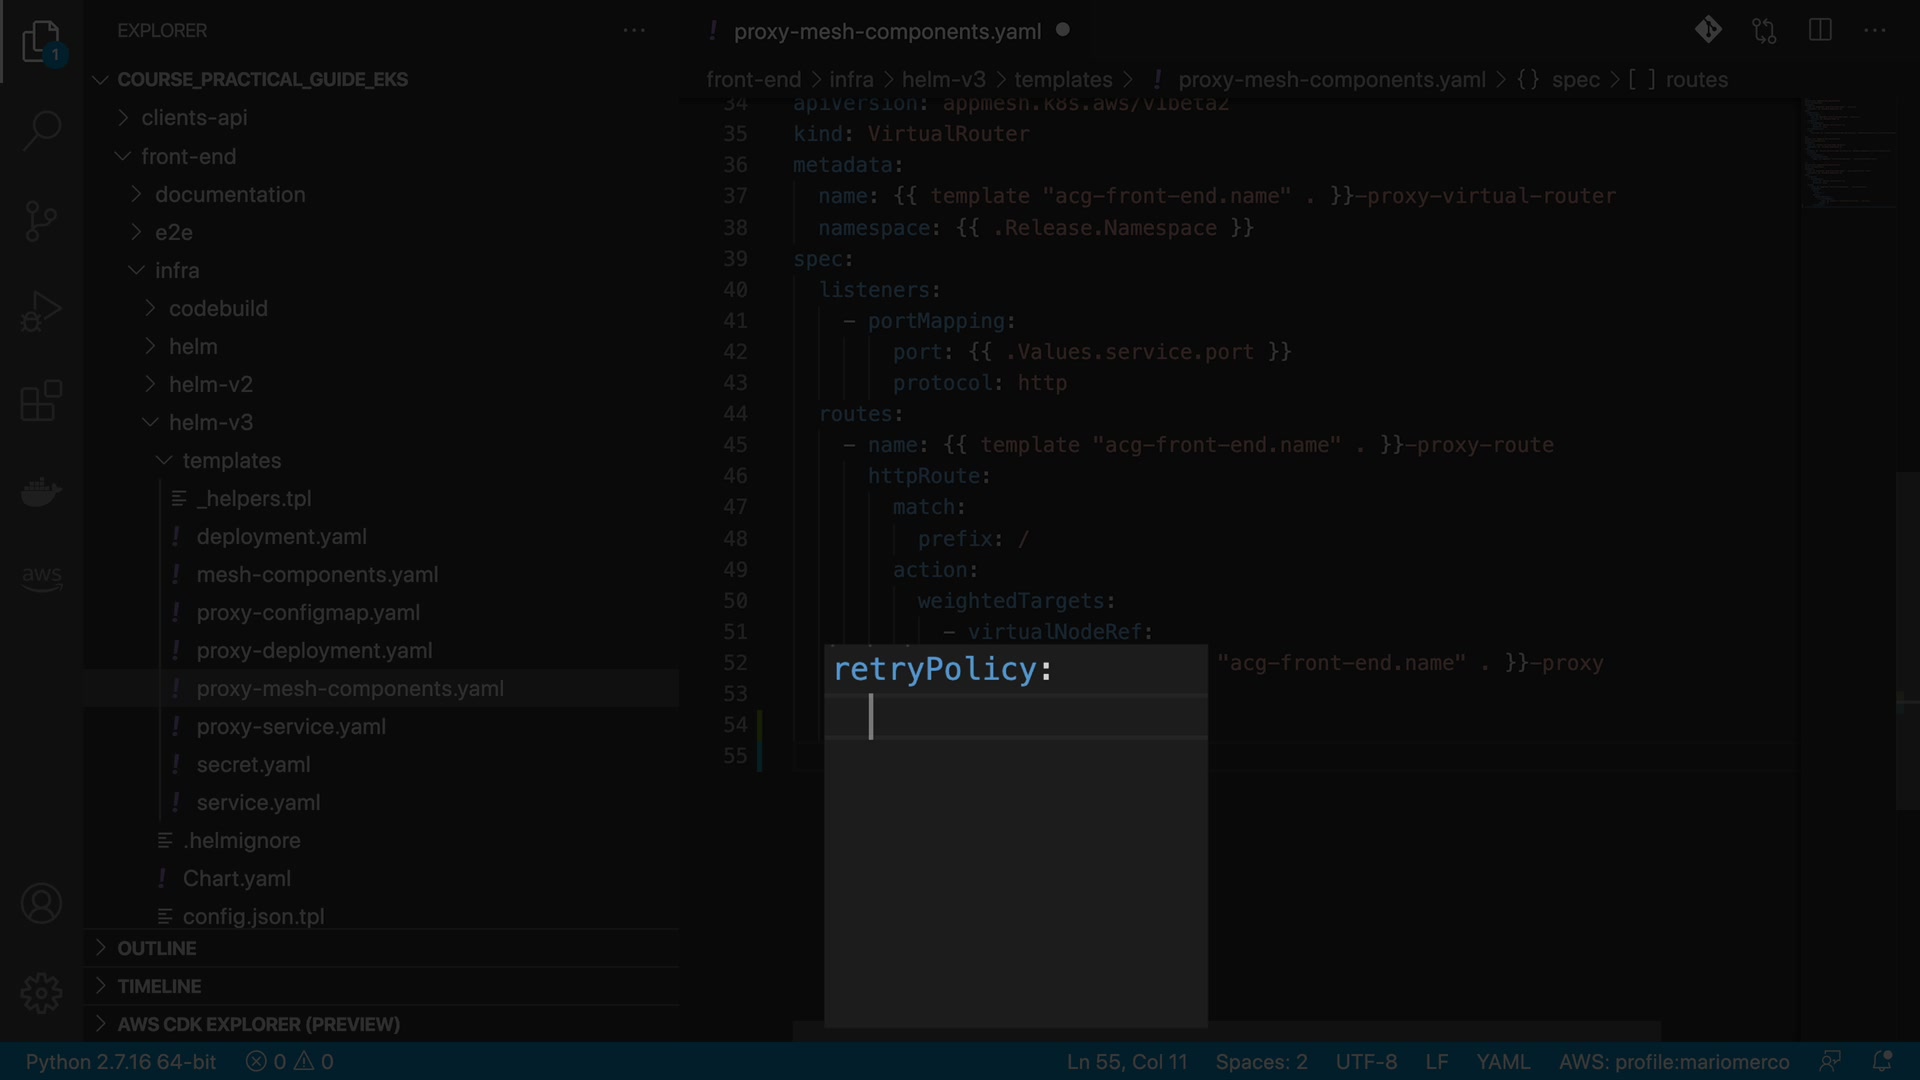 EXPLORER
1
COURSE_PRACTICAL_GUIDE_EKS
clients-api
front-end
documentation
e2e
infra
codebuild
helm
helm-v2
helm-v3
templates
_helpers.tpl
! deployment.yaml
! mesh-components.yaml
! proxy-configmap.yaml
! proxy-deployment.yaml
! proxy-mesh-components.yaml
! proxy-service.yaml
! secret.yaml
! service.yaml
.helmignore
! Chart.yaml
config.json.tpl
OUTLINE
TIMELINE
AWS CDK EXPLORER (PREVIEW)
aws
! proxy-mesh-components.yaml
front-end > infra > helm-v3 > templates > ! proxy-mesh-components.yaml > {} spec > [ ] routes
34 apiVersion: appmesh.k8s.aws/v1beta2
35 kind: VirtualRouter
36 metadata:
37 name: {{ template "acg-front-end.name" . }}-proxy-virtual-router
38 namespace: {{ .Release.Namespace }}
39 spec:
40 listeners:
41 - portMapping:
42 port: {{ .Values.service.port }}
43 protocol: http
44 routes:
45 - name: {{ template "acg-front-end.name" . }}-proxy-route
46 httpRoute:
47 match:
48 prefix: /
49 action:
50 weightedTargets:
51 - virtualNodeRef:
52 "acg-front-end.name" . }}-proxy
53
54
55
retryPolicy:
Python 2.7.16 64-bit 0 0 Ln 55, Col 11 Spaces: 2 UTF-8 LF YAML AWS: profile:mariomerco